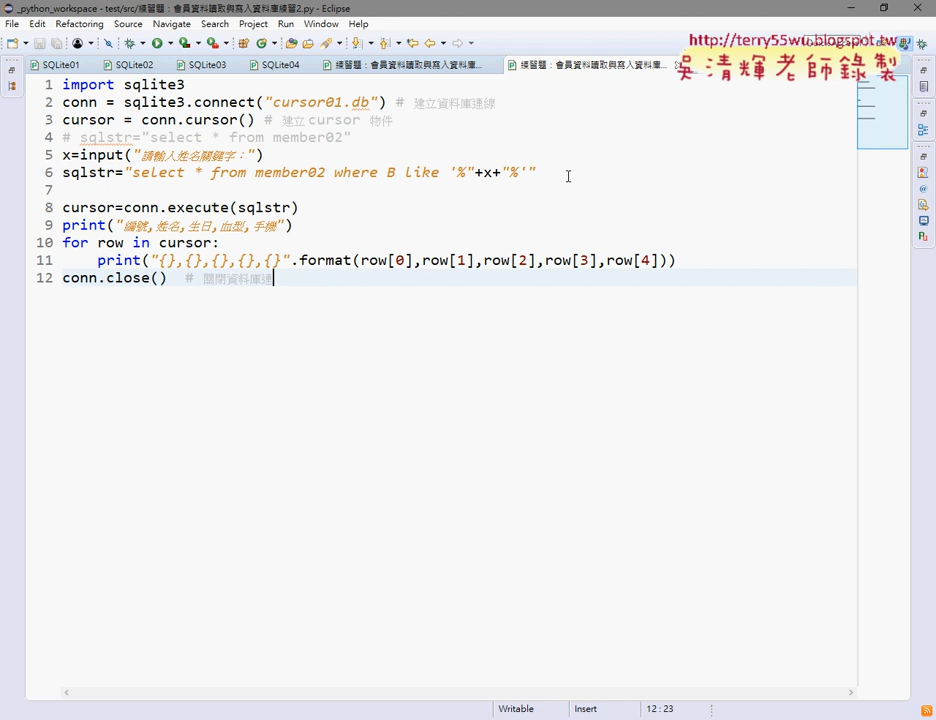 _python_workspace - test/src/練習題：會員資料讀取與寫入資料庫練習2.py - Eclipse
File Edit Refactoring Source Navigate Search Project Run Window Help
http://terry55wu.blogspot.tw
吳清輝老師錄製
SQLite01 SQLite02 SQLite03 SQLite04 練習題：會員資料讀取與寫入資料庫... 練習題：會員資料讀取與寫入資料庫...
1 import sqlite3
2 conn = sqlite3.connect("cursor01.db") # 建立資料庫連線
3 cursor = conn.cursor() # 建立 cursor 物件
4 # sqlstr="select * from member02"
5 x=input("請輸入姓名關鍵字：")
6 sqlstr="select * from member02 where B like '%"+x+"%'"
7
8 cursor=conn.execute(sqlstr)
9 print("編號,姓名,生日,血型,手機")
10 for row in cursor:
11 print("{},{},{},{},{}".format(row[0],row[1],row[2],row[3],row[4]))
12 conn.close() # 關閉資料庫連
Writable Insert 12 : 23